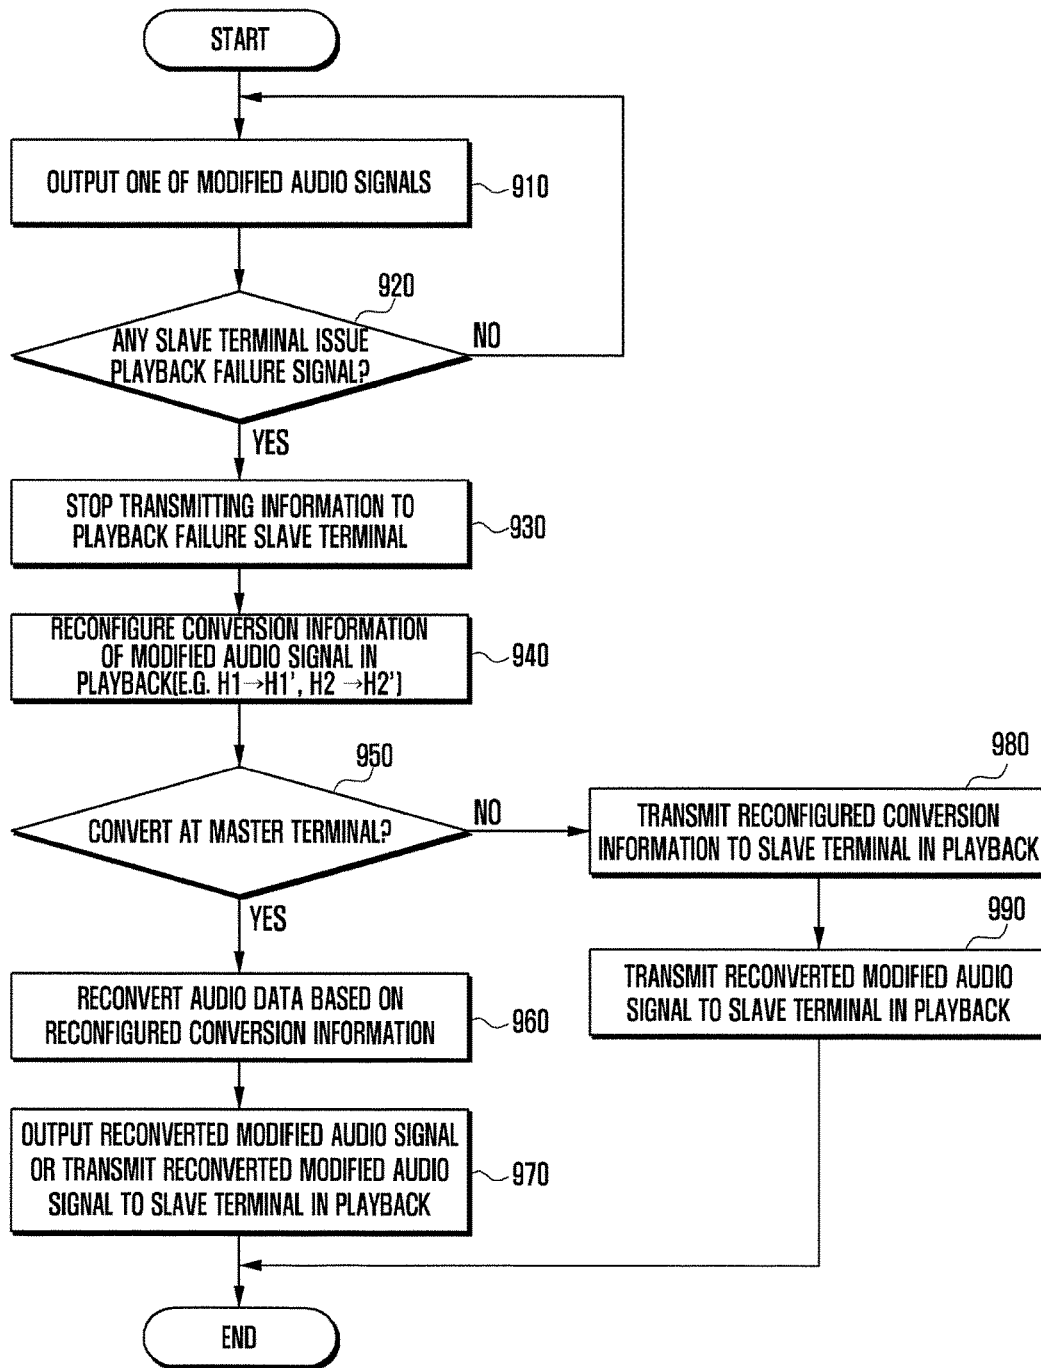 START
OUTPUT ONE OF MODIFIED AUDIO SIGNALS
910
920
ANY SLAVE TERMINAL ISSUE
PLAYBACK FAILURE SIGNAL?
NO
YES
STOP TRANSMITTING INFORMATION TO
PLAYBACK FAILURE SLAVE TERMINAL
930
RECONFIGURE CONVERSION INFORMATION
OF MODIFIED AUDIO SIGNAL IN
PLAYBACK(E.G. H1→H1', H2 →H2')
940
950
CONVERT AT MASTER TERMINAL?
NO
YES
980
TRANSMIT RECONFIGURED CONVERSION
INFORMATION TO SLAVE TERMINAL IN PLAYBACK
990
TRANSMIT RECONVERTED MODIFIED AUDIO
SIGNAL TO SLAVE TERMINAL IN PLAYBACK
RECONVERT AUDIO DATA BASED ON
RECONFIGURED CONVERSION INFORMATION
960
OUTPUT RECONVERTED MODIFIED AUDIO SIGNAL
OR TRANSMIT RECONVERTED MODIFIED AUDIO
SIGNAL TO SLAVE TERMINAL IN PLAYBACK
970
END